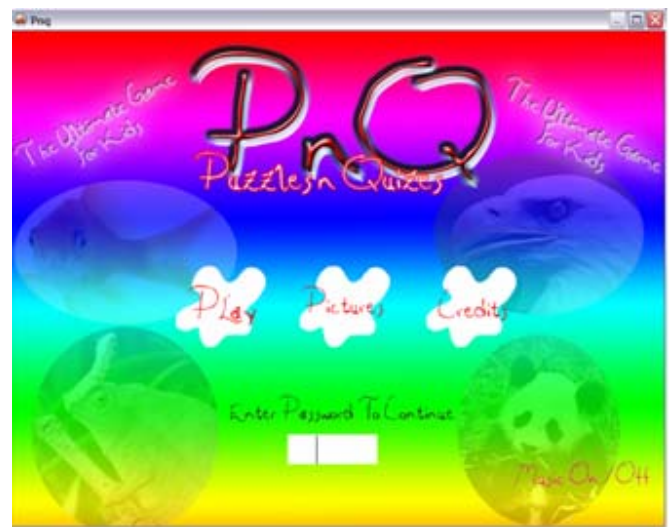 Pnq
PnQ
The Ultimate Game
for Kids
The Ultimate Game
for Kids
Puzzles n Quizes
Play
Pictures
Credits
Enter Password To Continue
Music On / Off